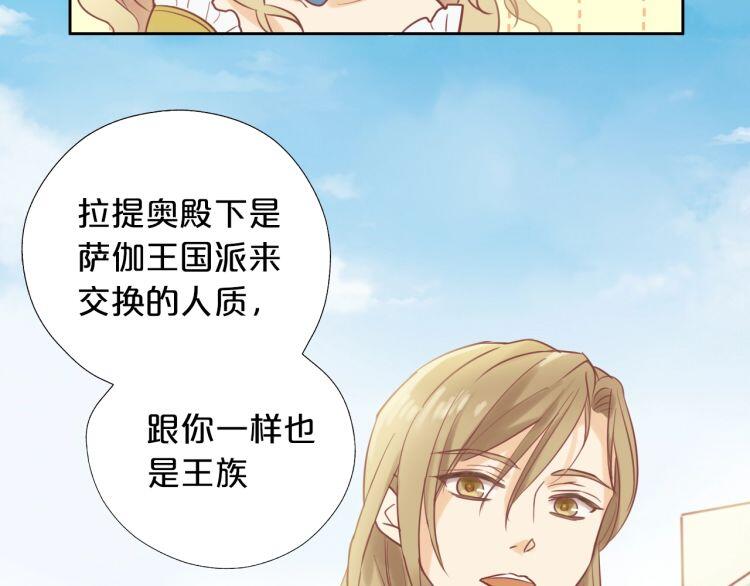 拉提奥殿下是
萨伽王国派来
交换的人质，
跟你一样也
是王族